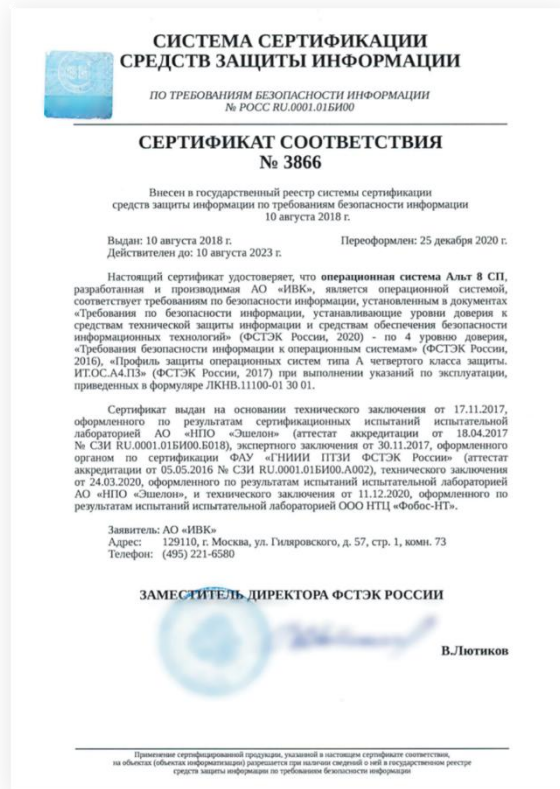 СИСТЕМА СЕРТИФИКАЦИИ
СРЕДСТВ ЗАЩИТЫ ИНФОРМАЦИИ
ПО ТРЕБОВАНИЯМ БЕЗОПАСНОСТИ ИНФОРМАЦИИ
№ РОСС RU.0001.01БИ00
СЕРТИФИКАТ СООТВЕТСТВИЯ
№ 3866
Внесен в государственный реестр системы сертификации
средств защиты информации по требованиям безопасности информации
10 августа 2018 г.
Выдан: 10 августа 2018 г. Переоформлен: 25 декабря 2020 г.
Действителен до: 10 августа 2023 г.
Настоящий сертификат удостоверяет, что операционная система Альт 8 СП,
разработанная и производимая АО «ИВК», является операционной системой,
соответствует требованиям по безопасности информации, установленным в документах
«Требования по безопасности информации, устанавливающие уровни доверия к
средствам технической защиты информации и средствам обеспечения безопасности
информационных технологий» (ФСТЭК России, 2020) - по 4 уровню доверия,
«Требования безопасности информации к операционным системам» (ФСТЭК России,
2016), «Профиль защиты операционных систем типа А четвертого класса защиты.
ИТ.ОС.А4.ПЗ» (ФСТЭК России, 2017) при выполнении указаний по эксплуатации,
приведенных в формуляре ЛКНВ.11100-01 30 01.
Сертификат выдан на основании технического заключения от 17.11.2017,
оформленного по результатам сертификационных испытаний испытательной
лабораторией АО «НПО «Эшелон» (аттестат аккредитации от 18.04.2017
№ СЗИ RU.0001.01БИ00.Б018), экспертного заключения от 30.11.2017, оформленного
органом по сертификации ФАУ «ГНИИИ ПТЗИ ФСТЭК России» (аттестат
аккредитации от 05.05.2016 № СЗИ RU.0001.01БИ00.А002), технического заключения
от 24.03.2020, оформленного по результатам испытаний испытательной лабораторией
АО «НПО «Эшелон», и технического заключения от 11.12.2020, оформленного по
результатам испытаний испытательной лабораторией ООО НТЦ «Фобос-НТ».
Заявитель: АО «ИВК»
Адрес: 129110, г. Москва, ул. Гиляровского, д. 57, стр. 1, комн. 73
Телефон: (495) 221-6580
ЗАМЕСТИТЕЛЬ ДИРЕКТОРА ФСТЭК РОССИИ
В.Лютиков
Применение сертифицированной продукции, указанной в настоящем сертификате соответствия,
на объектах (объектах информатизации) разрешается при наличии сведений о ней в государственном реестре
средств защиты информации по требованиям безопасности информации